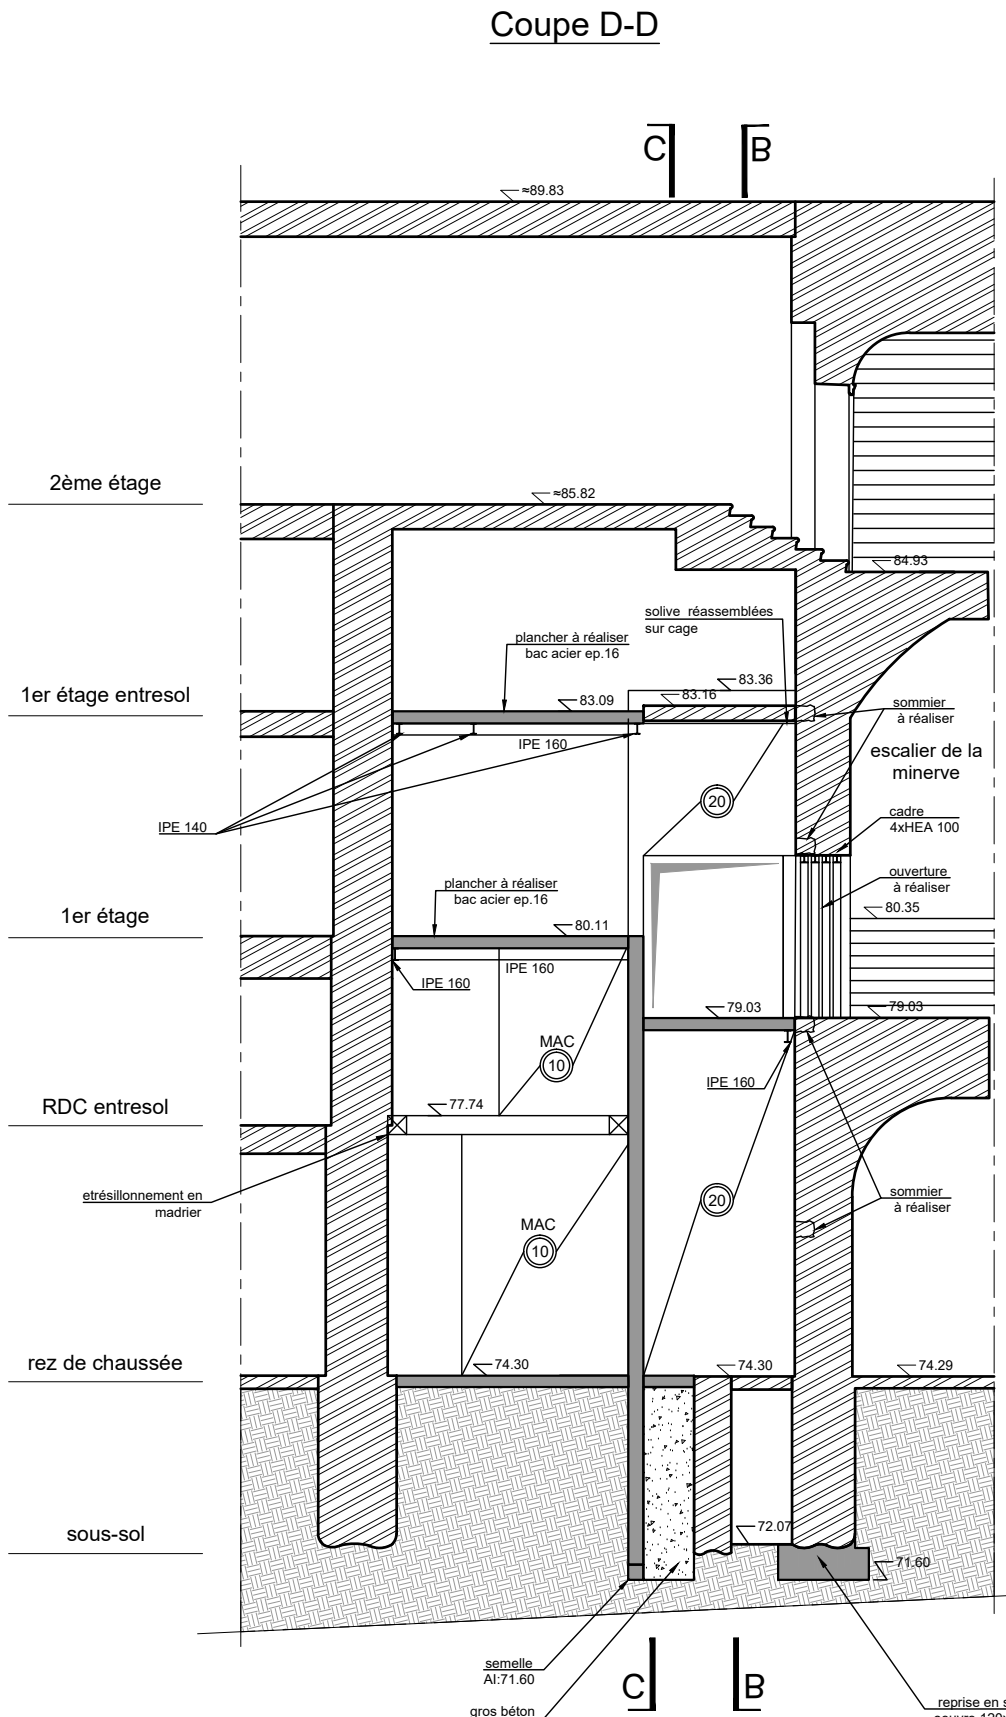 Coupe D-D
C
B
≈89.83
2ème étage
≈85.82
84.93
solive réassemblées
sur cage
plancher à réaliser
bac acier ep.16
83.36
1er étage entresol
83.09
83.16
sommier
à réaliser
IPE 160
escalier de la
minerve
20
IPE 140
cadre
4xHEA 100
plancher à réaliser
bac acier ep.16
ouverture
à réaliser
1er étage
80.11
80.35
IPE 160
IPE 160
79.03
79.03
MAC
10
IPE 160
RDC entresol
77.74
etrésillonnement en
madrier
20
sommier
à réaliser
MAC
10
rez de chaussée
74.30
74.30
74.29
sous-sol
72.07
71.60
semelle
AI:71.60
C
B
gros béton
reprise en s